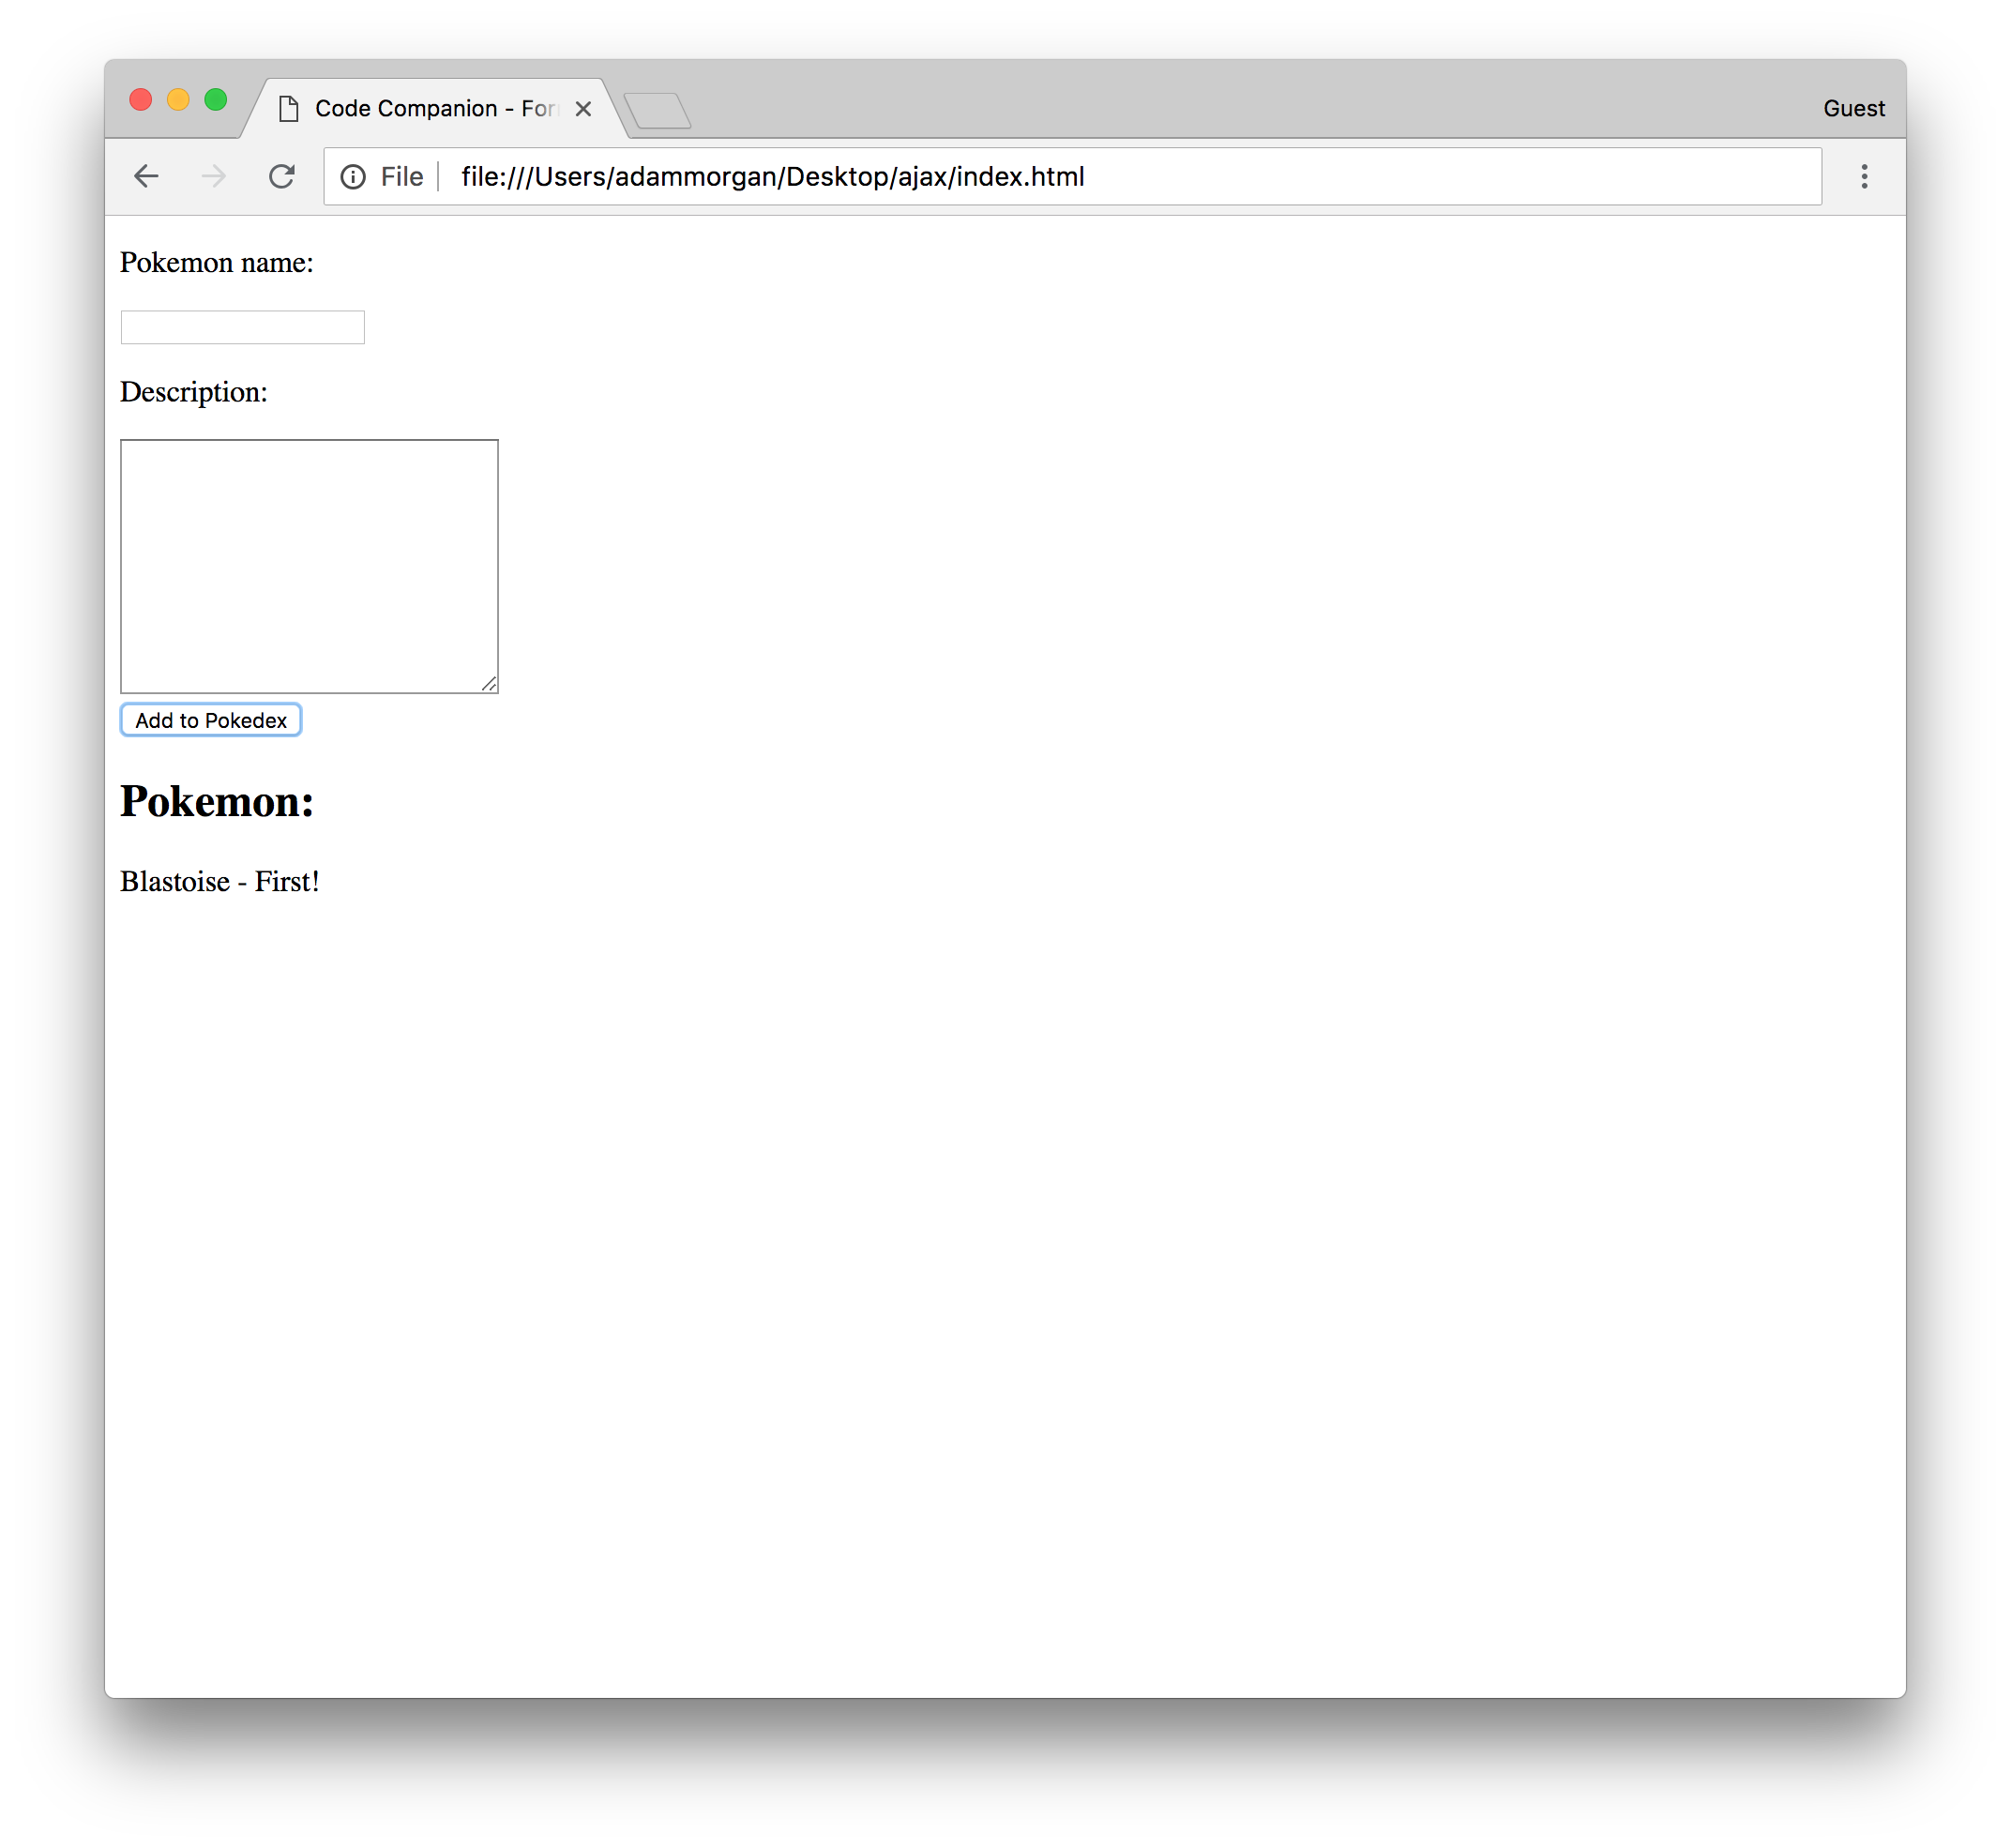 Code Companion - For
Guest
File
file:///Users/adammorgan/Desktop/ajax/index.html
Pokemon name:
Description:
Add to Pokedex
Pokemon:
Blastoise - First!